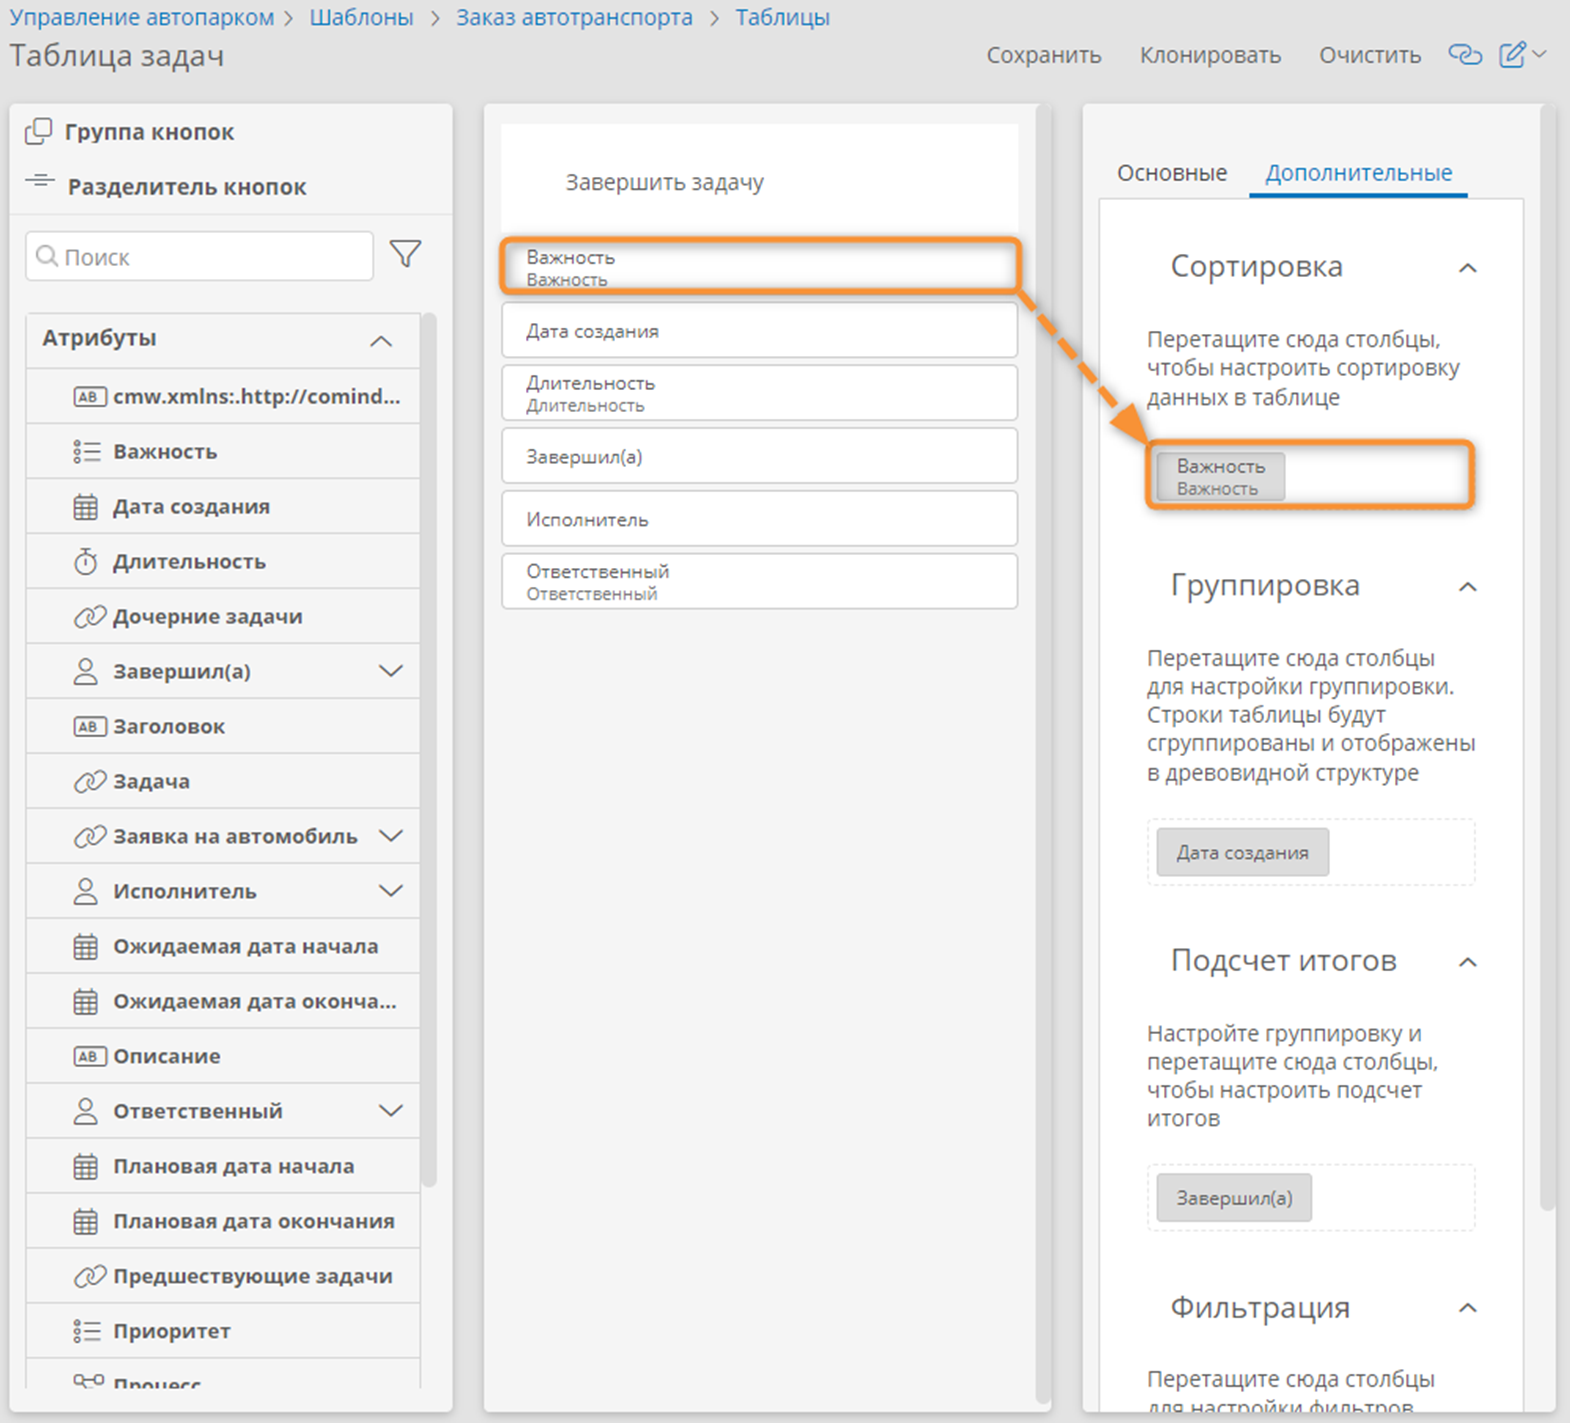 Управление автопарком > Шаблоны > Заказ автотранспорта > Таблицы
Таблица задач
Сохранить Клонировать Очистить
Группа кнопок
Разделитель кнопок
Поиск
Атрибуты
AB cmw.xmlns:.http://comind...
Важность
Дата создания
Длительность
Дочерние задачи
Завершил(а)
AB Заголовок
Задача
Заявка на автомобиль
Исполнитель
Ожидаемая дата начала
Ожидаемая дата оконча...
AB Описание
Ответственный
Плановая дата начала
Плановая дата окончания
Предшествующие задачи
Приоритет
Процесс
Завершить задачу
Важность
Важность
Дата создания
Длительность
Длительность
Завершил(а)
Исполнитель
Ответственный
Ответственный
Основные Дополнительные
Сортировка
Перетащите сюда столбцы,
чтобы настроить сортировку
данных в таблице
Важность
Важность
Группировка
Перетащите сюда столбцы
для настройки группировки.
Строки таблицы будут
сгруппированы и отображены
в древовидной структуре
Дата создания
Подсчет итогов
Настройте группировку и
перетащите сюда столбцы,
чтобы настроить подсчет
итогов
Завершил(а)
Фильтрация
Перетащите сюда столбцы
для настройки фильтров